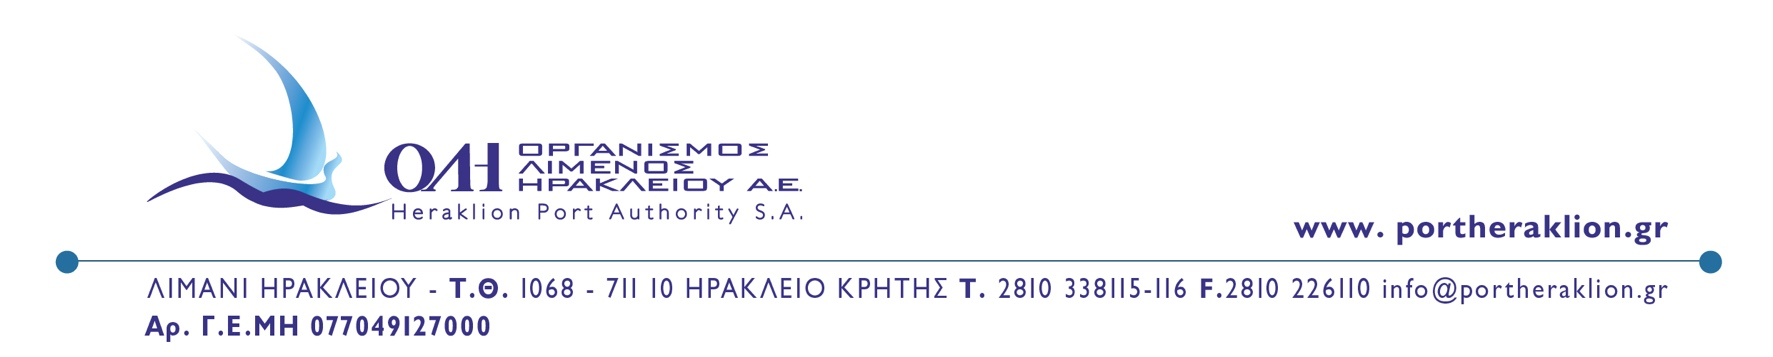 ΟΛΗ ΟΡΓΑΝΙΣΜΟΣ
ΛΙΜΕΝΟΣ
ΗΡΑΚΛΕΙΟΥ Α.Ε.
Heraklion Port Authority S.A.
www. portheraklion.gr
ΛΙΜΑΝΙ ΗΡΑΚΛΕΙΟΥ - Τ.Θ. 1068 - 711 10 ΗΡΑΚΛΕΙΟ ΚΡΗΤΗΣ Τ. 2810 338115-116 F.2810 226110 info@portheraklion.gr
Αρ. Γ.Ε.ΜΗ 077049127000